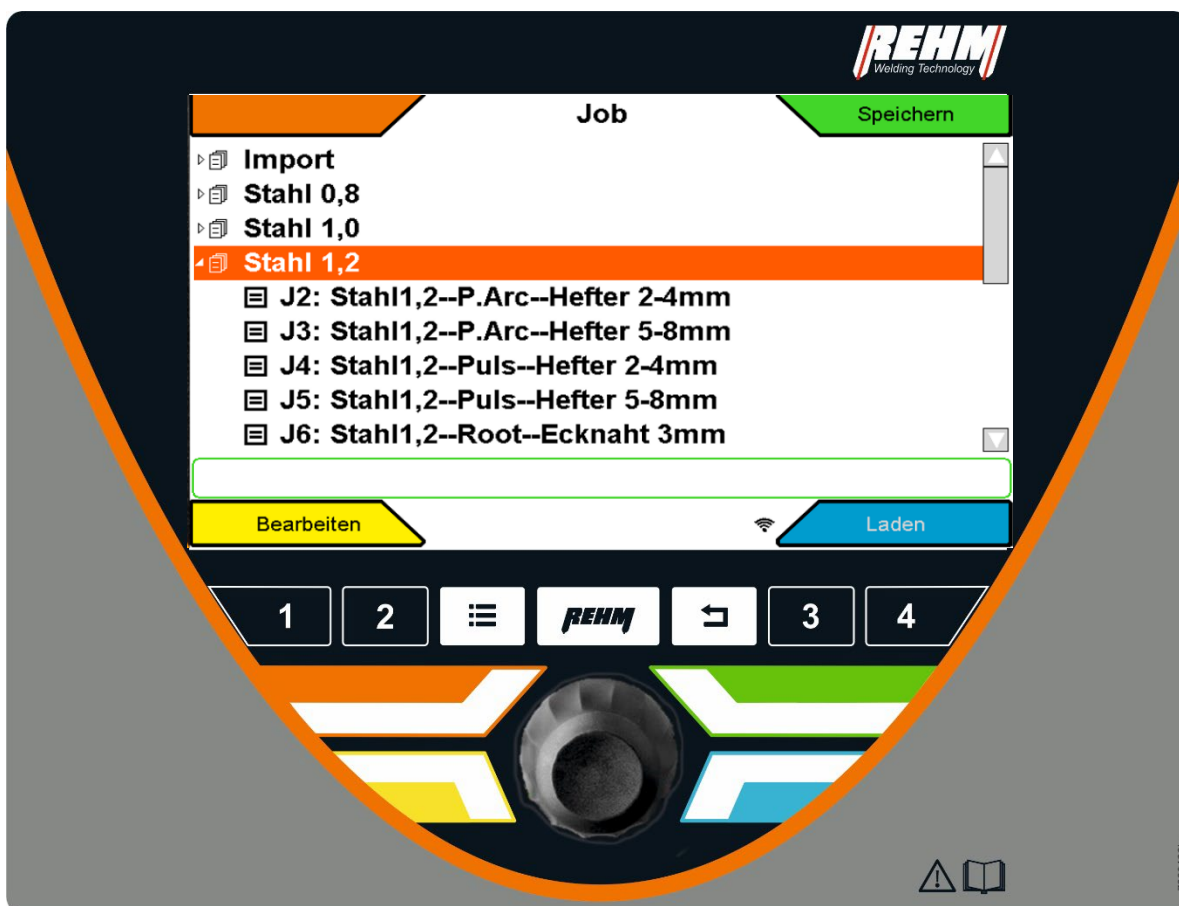 REHM
Welding Technology
Job
Speichern
Import
Stahl 0,8
Stahl 1,0
Stahl 1,2
J2: Stahl1,2--P.Arc--Hefter 2-4mm
J3: Stahl1,2--P.Arc--Hefter 5-8mm
J4: Stahl1,2--Puls--Hefter 2-4mm
J5: Stahl1,2--Puls--Hefter 5-8mm
J6: Stahl1,2--Root--Ecknaht 3mm
Bearbeiten
Laden
1 2 REHM 3 4